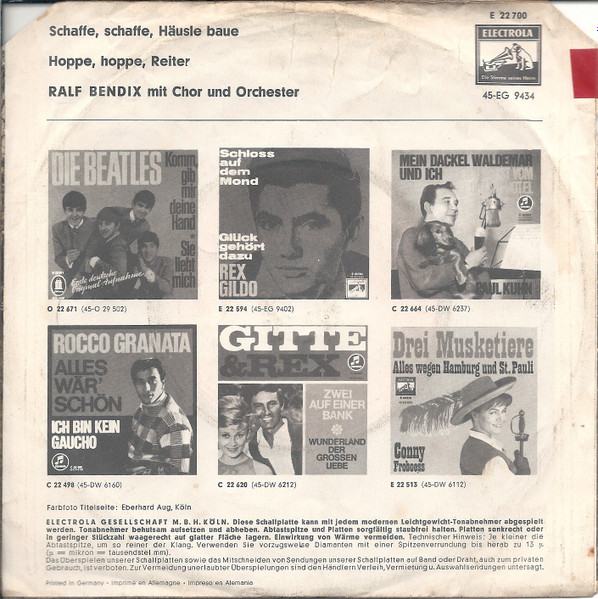 E 22 700
Schaffe, schaffe, Häusle baue
Hoppe, hoppe, Reiter
RALF BENDIX mit Chor und Orchester
ELECTROLA
Die Stimme seines Herrn
45-EG 9434
DIE BEATLES
Komm,
gib
mir
deine
Hand
Sie
liebt
mich
Erste deutsche
Original-Aufnahme
O 22 671 (45-O 29 502)
Schloss
auf
dem
Mond
Glück
gehört
dazu
REX
GILDO
E 22 594 (45-EG 9402)
MEIN DACKEL WALDEMAR
UND ICH
PAUL KUHN
C 22 664 (45-DW 6237)
ROCCO GRANATA
ALLES
WÄR'
SCHÖN
ICH BIN KEIN
GAUCHO
C 22 498 (45-DW 6160)
GITTE
& REX
ZWEI
AUF EINER
BANK
WUNDERLAND
DER GROSSEN
LIEBE
C 22 620 (45-DW 6212)
Drei Musketiere
Alles wegen Hamburg und St. Pauli
ELECTROLA
Conny
Froboess
E 22 513 (45-DW 6112)
Farbfoto Titelseite: Eberhard Aug, Köln
ELECTROLA GESELLSCHAFT M. B. H. KÖLN. Diese Schallplatte kann mit jedem modernen Leichtgewicht-Tonabnehmer abgespielt
werden. Tonabnehmer behutsam aufsetzen und abheben. Abtastspitze und Platten sorgfältig staubfrei halten. Platten senkrecht oder
in geringer Stückzahl waagerecht auf glatter Fläche lagern. Einwirkung von Wärme vermeiden. Technischer Hinweis: Je kleiner die
Abtastspitze, um so reiner der Klang. Verwenden Sie vorzugsweise Diamanten mit einer Spitzenverrundung bis herab zu 13 µ
(µ = mikron = tausendstel mm).
Das Überspielen unserer Schallplatten sowie das Mitschneiden von Sendungen unserer Schallplatten auf Band oder Draht, auch zum privaten
Gebrauch, ist verboten. Zur Vermeidung unerlaubter Überspielungen sind den Händlern Verleih, Vermietung u. Auswahlsendungen untersagt.
Printed in Germany - Imprimé en Allemagne - Impreso en Alemania